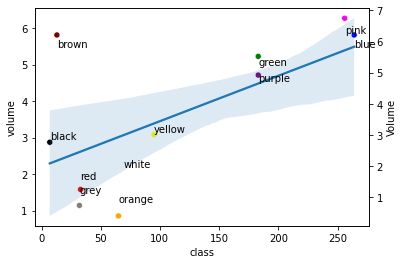 7
6
pink
6
brown
5
blue
volume
5
green
purple
4
Volume
4
3
black
yellow
3
white
2
red
2
grey
orange
1
1
0
50
100
150
200
250
class